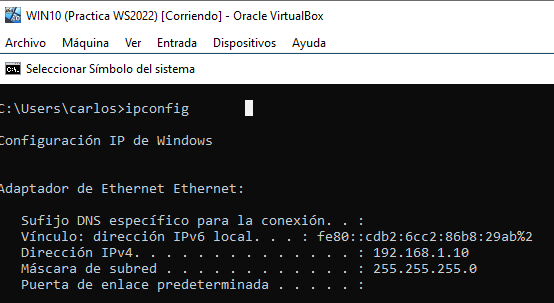 WIN10 (Practica WS2022) [Corriendo] - Oracle VirtualBox
Archivo Máquina Ver Entrada Dispositivos Ayuda
Seleccionar Símbolo del sistema
C:\Users\carlos>ipconfig
Configuración IP de Windows
Adaptador de Ethernet Ethernet:
Sufijo DNS específico para la conexión. . :
Vínculo: dirección IPv6 local. . . : fe80::cdb2:6cc2:86b8:29ab%2
Dirección IPv4. . . . . . . . . . . . . . : 192.168.1.10
Máscara de subred . . . . . . . . . . . . : 255.255.255.0
Puerta de enlace predeterminada . . . . . :